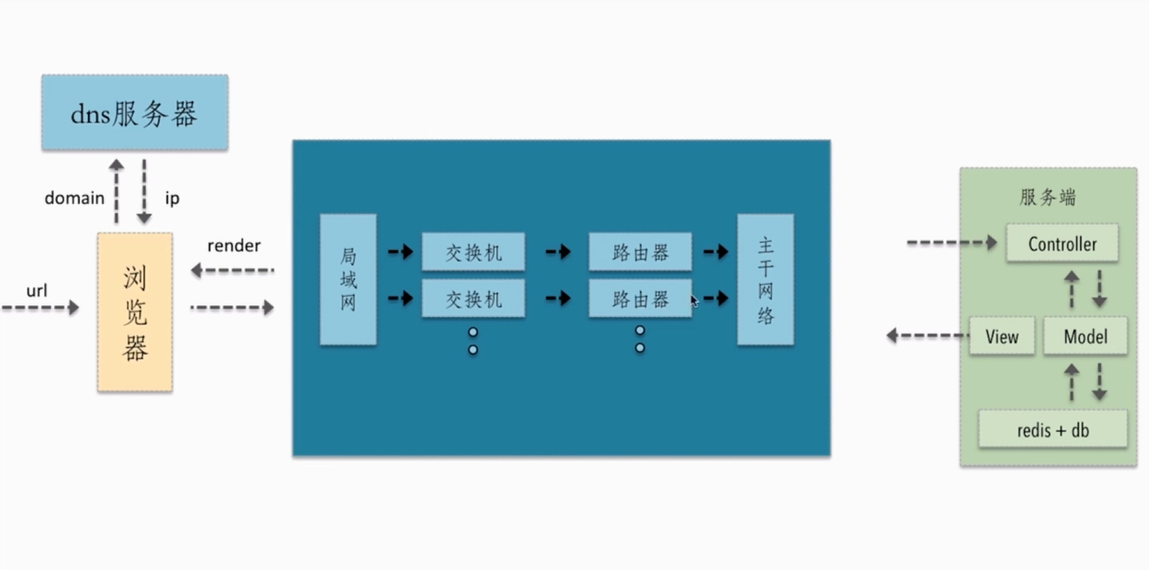 dns服务器
domain
ip
url
浏览器
render
局域网
交换机
路由器
交换机
路由器
主干网络
服务端
Controller
View
Model
redis + db